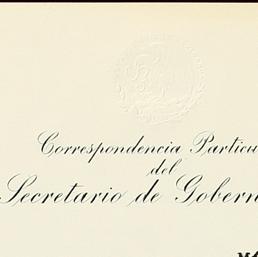 Correspondencia Particu
del
Secretario de Gobern